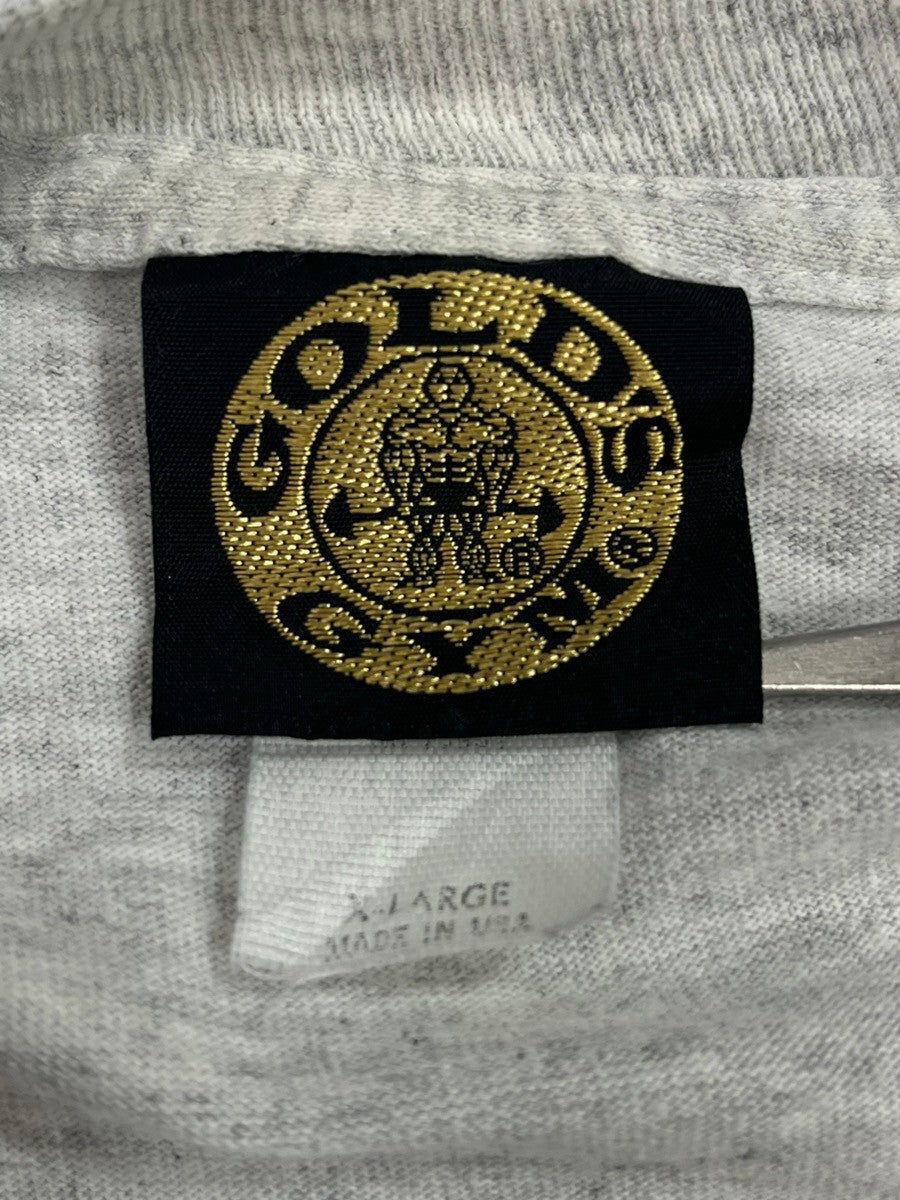 GOLD'S
GYM®
®
X-LARGE
MADE IN USA